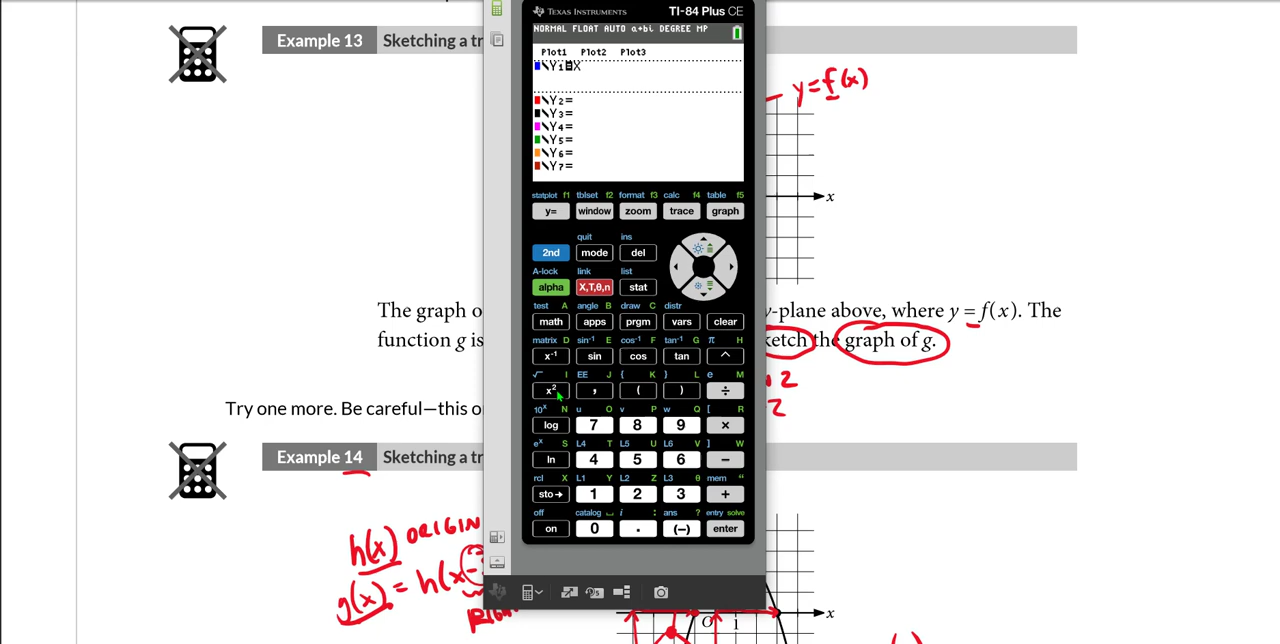 Example 13 Sketching a tr
TEXAS INSTRUMENTS TI-84 Plus CE
NORMAL FLOAT AUTO a+bi DEGREE MP
Plot1 Plot2 Plot3
\Y1=X
\Y2=
\Y3=
\Y4=
\Y5=
\Y6=
\Y7=
y = f(x)
x
statplot f1 tblset f2 format f3 calc f4 table f5
y= window zoom trace graph
quit ins
2nd mode del
A-lock link list
alpha X,T,θ,n stat
test A angle B draw C distr
math apps prgm vars clear
matrix D sin⁻¹ E cos⁻¹ F tan⁻¹ G π H
x⁻¹ sin cos tan ^
√ I EE J { K } L e M
x² , ( ) ÷
10ˣ N u O v P w Q [ R
log 7 8 9 ×
eˣ S L4 T L5 U L6 V ] W
ln 4 5 6 −
rcl X L1 Y L2 Z L3 θ mem "
sto→ 1 2 3 +
off catalog ⎵ i : ans ? entry solve
on 0 . (−) enter
The graph o
-plane above, where y = f(x). The
function g is
ketch the graph of g.
2
2
Try one more. Be careful—this o
Example 14 Sketching a tr
h(x) ORIGIN
g(x) = h(x-
O 1 x